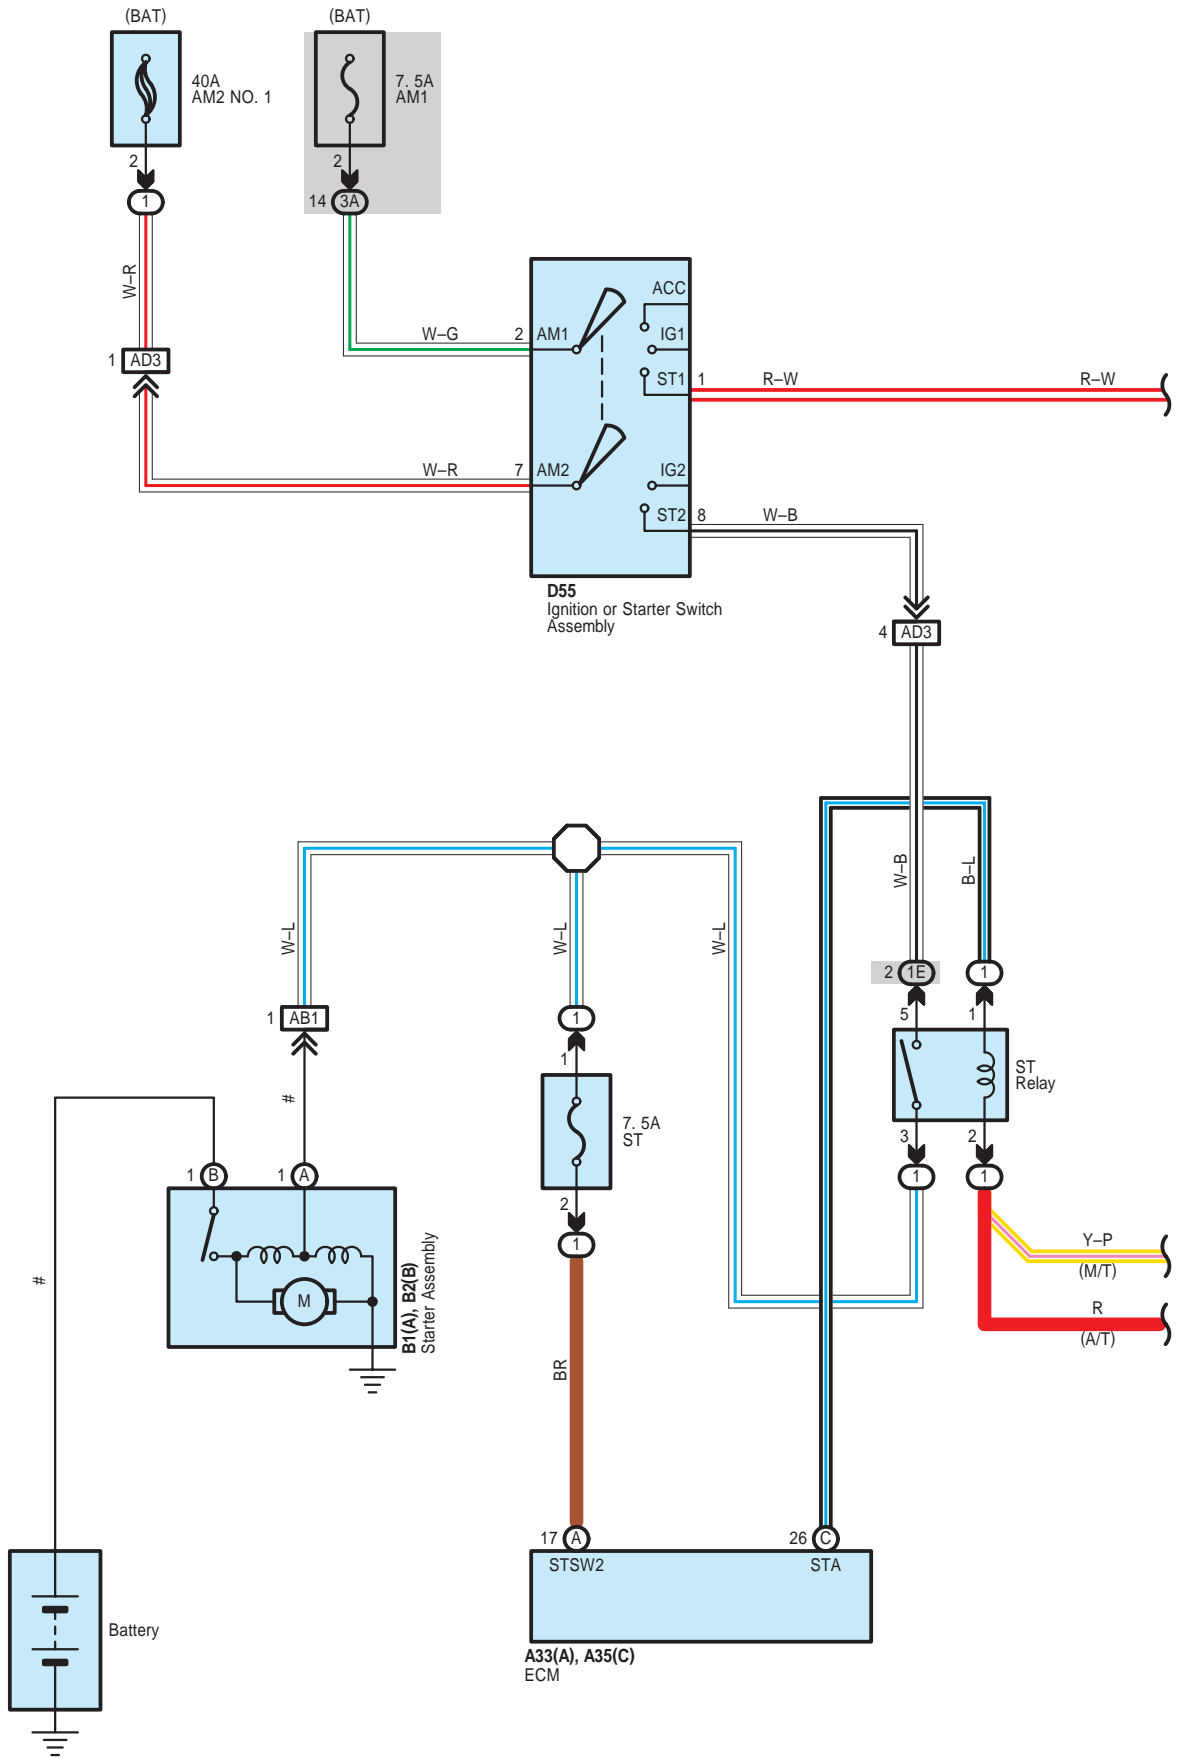 (BAT)
(BAT)
40A
AM2 NO. 1
7. 5A
AM1
2
2
1
14
3A
W–R
1
AD3
W–G
2
AM1
ACC
IG1
ST1
1
R–W
R–W
W–R
7
AM2
IG2
ST2
8
W–B
D55
Ignition or Starter Switch
Assembly
4
AD3
W–B
B–L
W–L
W–L
W–L
2
1E
1
1
AB1
1
5
1
1
ST
Relay
#
7. 5A
ST
3
2
1
B
1
A
1
1
2
1
#
M
B1(A), B2(B)
Starter Assembly
Y–P
(M/T)
R
(A/T)
BR
17
A
26
C
STSW2
STA
Battery
A33(A), A35(C)
ECM